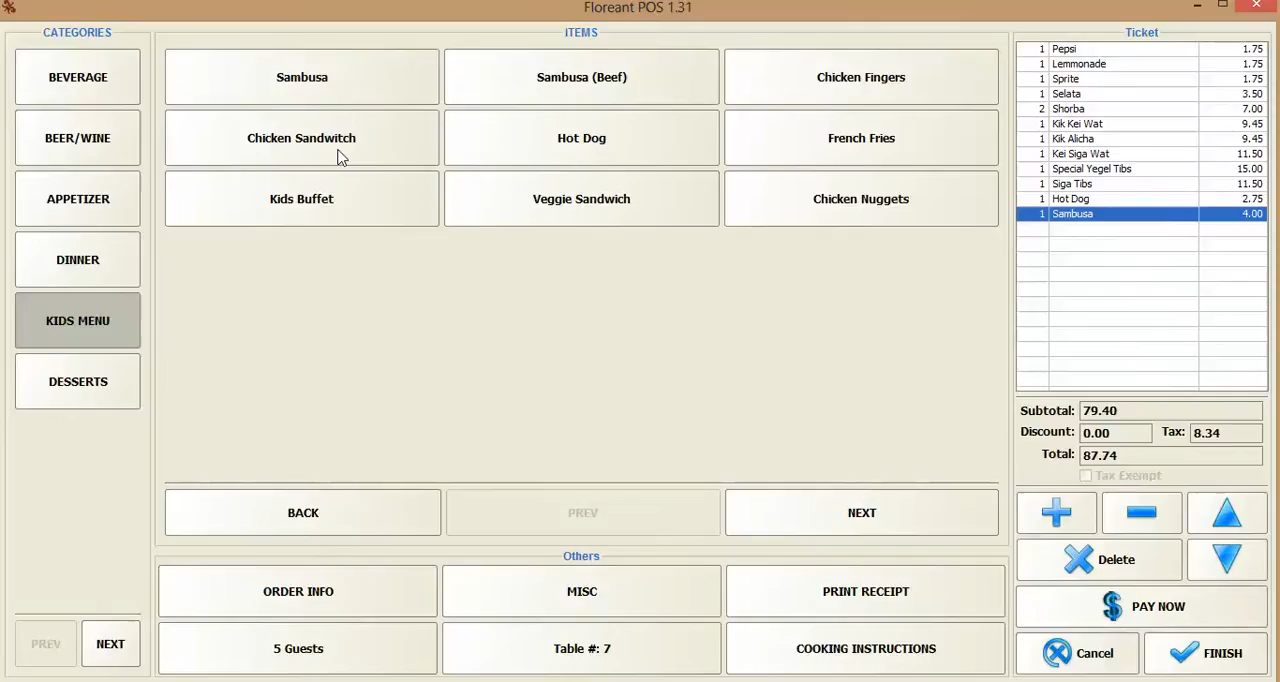 Floreant POS 1.31
CATEGORIES
BEVERAGE
BEER/WINE
APPETIZER
DINNER
KIDS MENU
DESSERTS
PREV NEXT
ITEMS
Sambusa Sambusa (Beef) Chicken Fingers
Chicken Sandwitch Hot Dog French Fries
Kids Buffet Veggie Sandwich Chicken Nuggets
BACK PREV NEXT
Others
ORDER INFO MISC PRINT RECEIPT
5 Guests Table #: 7 COOKING INSTRUCTIONS
Ticket
1 Pepsi 1.75
1 Lemmonade 1.75
1 Sprite 1.75
1 Selata 3.50
2 Shorba 7.00
1 Kik Kei Wat 9.45
1 Kik Alicha 9.45
1 Kei Siga Wat 11.50
1 Special Yegel Tibs 15.00
1 Siga Tibs 11.50
1 Hot Dog 2.75
1 Sambusa 4.00
Subtotal: 79.40
Discount: 0.00 Tax: 8.34
Total: 87.74
Tax Exempt
Delete
$ PAY NOW
Cancel FINISH